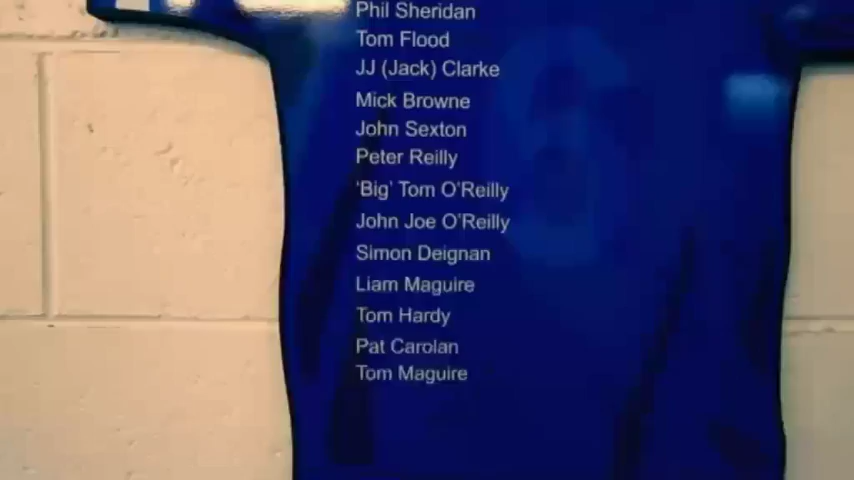 Phil Sheridan
Tom Flood
JJ (Jack) Clarke
Mick Browne
John Sexton
Peter Reilly
'Big' Tom O'Reilly
John Joe O'Reilly
Simon Deignan
Liam Maguire
Tom Hardy
Pat Carolan
Tom Maguire